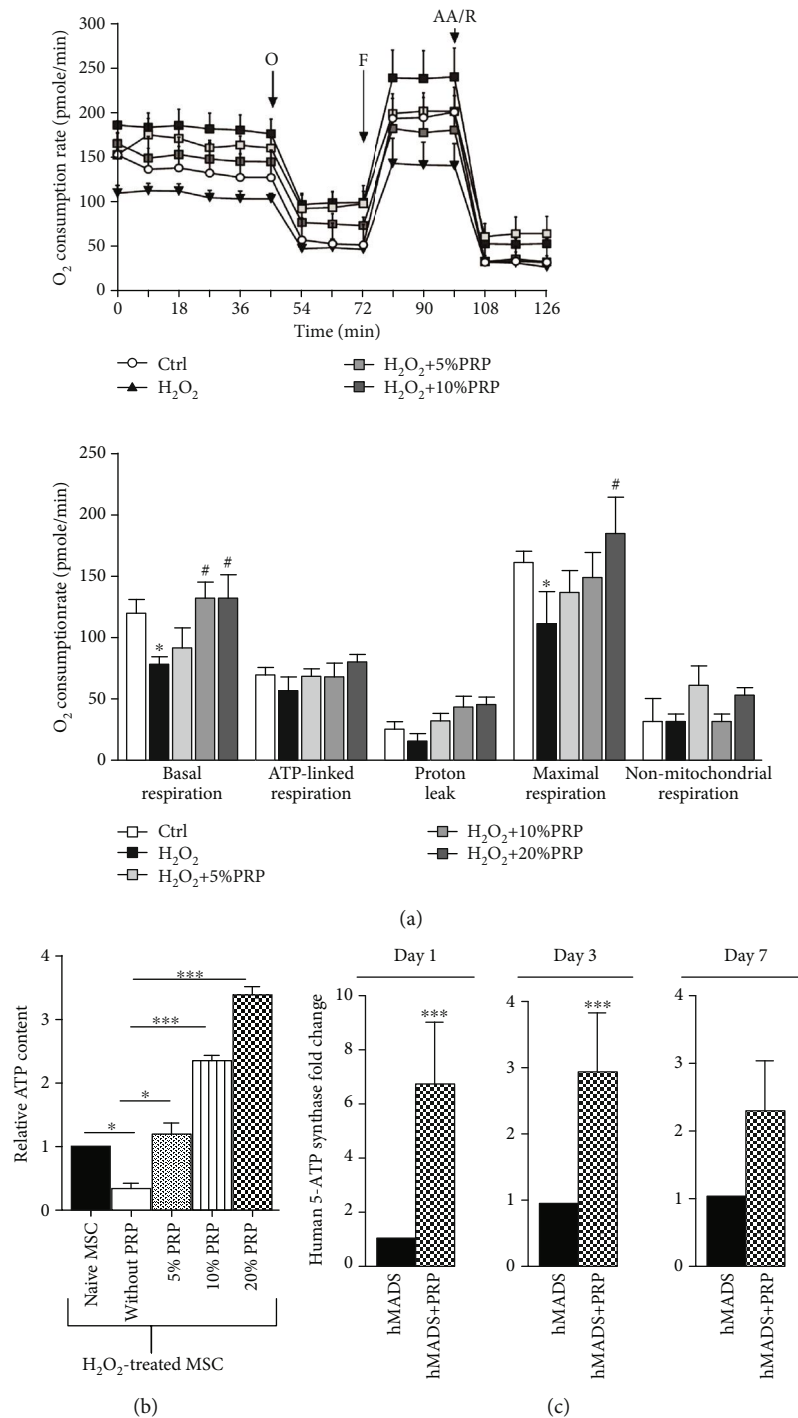 AA/R
O
F
O₂ consumption rate (pmole/min)
300
250
200
150
100
50
0
0 18 36 54 72 90 108 126
Time (min)
Ctrl
H₂O₂
H₂O₂+5%PRP
H₂O₂+10%PRP
O₂ consumptionrate (pmole/min)
250
200
150
100
50
0
*
#
#
*
#
Basal respiration
ATP-linked respiration
Proton leak
Maximal respiration
Non-mitochondrial respiration
Ctrl
H₂O₂
H₂O₂+5%PRP
H₂O₂+10%PRP
H₂O₂+20%PRP
(a)
Relative ATP content
4
3
2
1
0
***
***
*
*
Naive MSC
Without PRP
5% PRP
10% PRP
20% PRP
H₂O₂-treated MSC
(b)
Human 5-ATP synthase fold change
Day 1
10
8
6
4
2
0
***
hMADS
hMADS+PRP
Day 3
4
3
2
1
0
***
hMADS
hMADS+PRP
Day 7
4
3
2
1
0
hMADS
hMADS+PRP
(c)